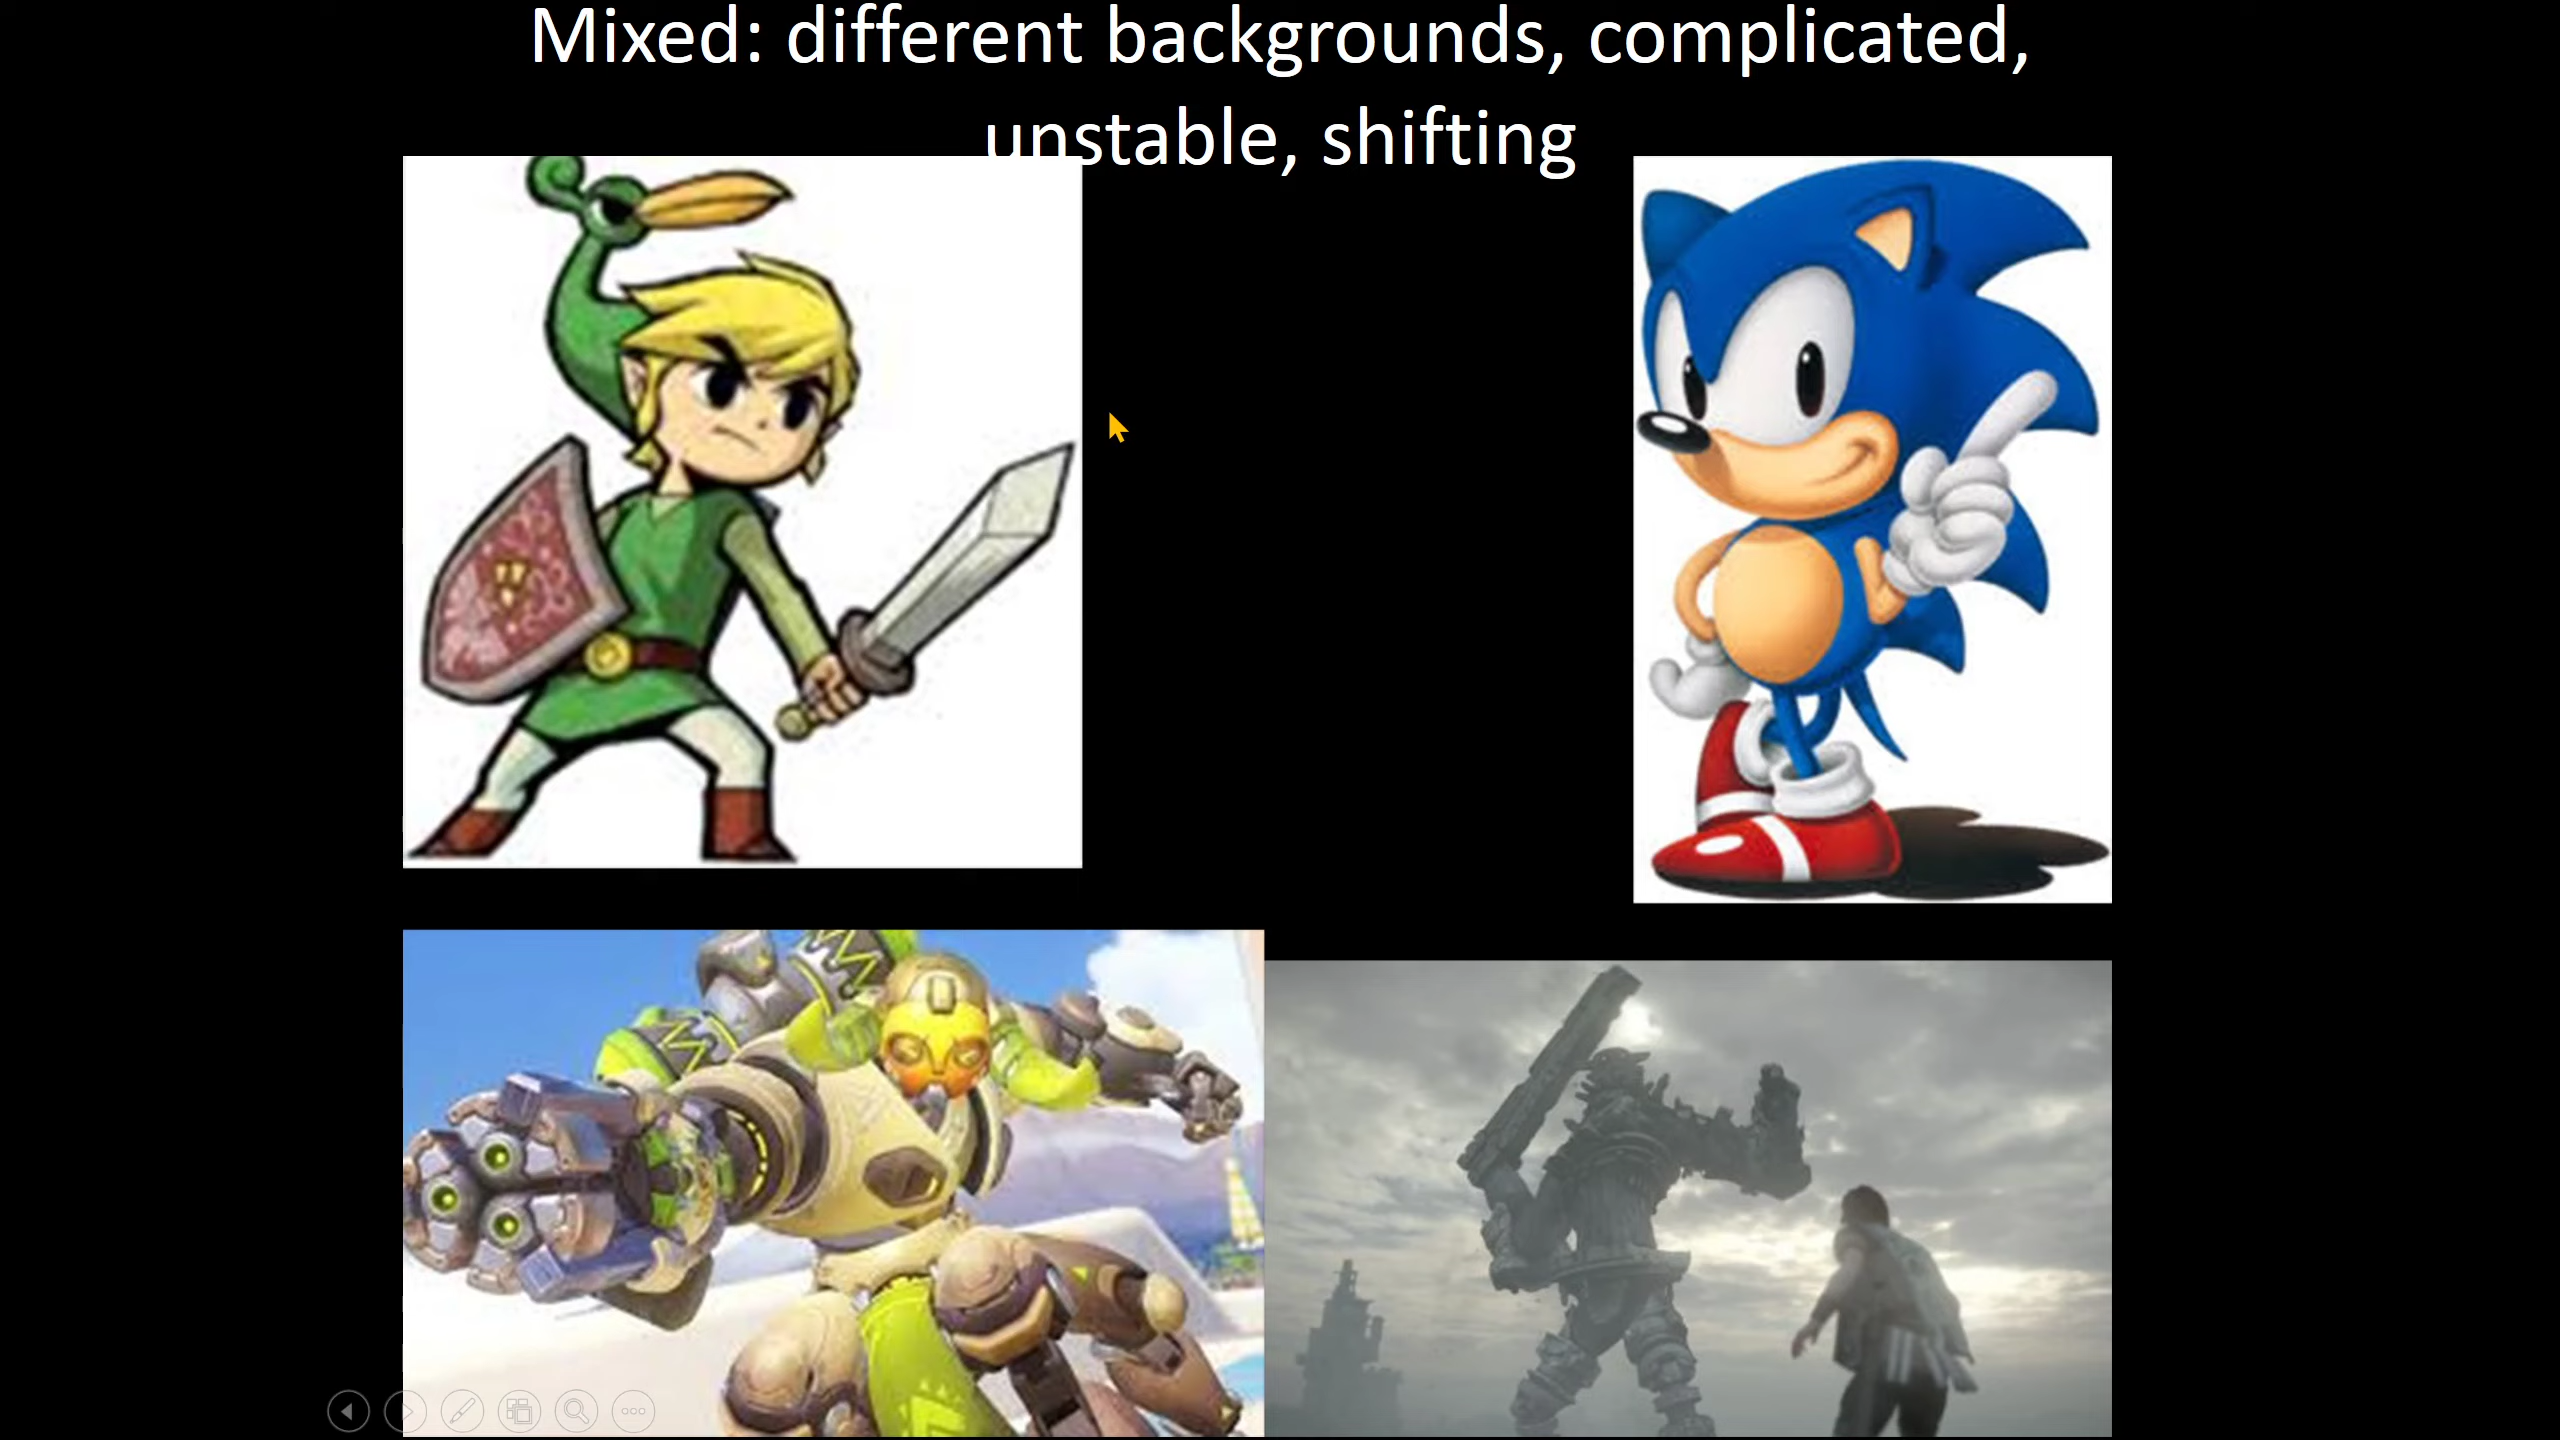 Mixed: different backgrounds, complicated,
unstable, shifting